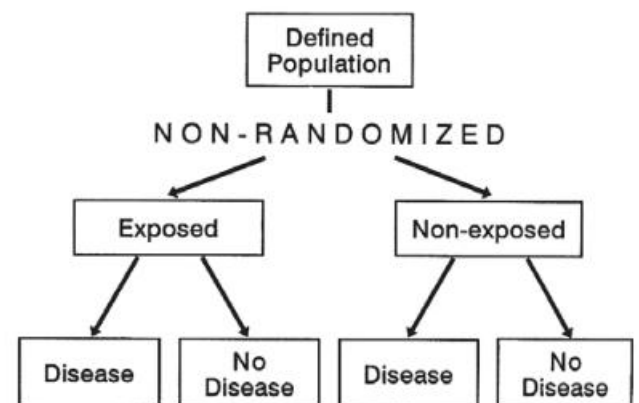 Defined
Population
NON-RANDOMIZED
Exposed
Non-exposed
Disease
No
Disease
Disease
No
Disease